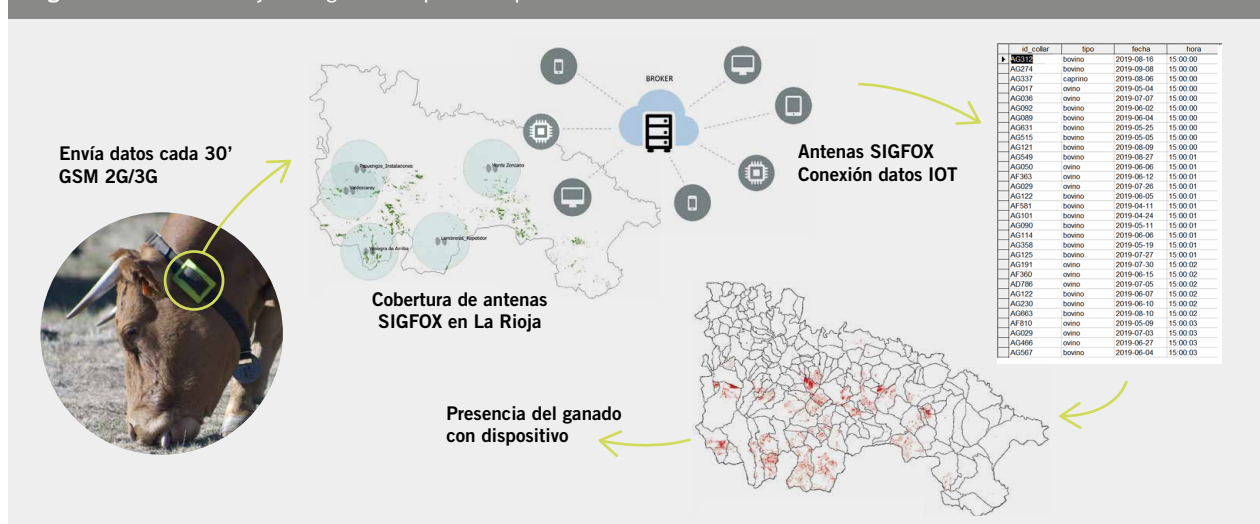 Envía datos cada 30’
GSM 2G/3G
BROKER
Antenas SIGFOX
Conexión datos IOT
Valdezcaray
Monte Zorzano
Cobertura de antenas
SIGFOX en La Rioja
Presencia del ganado
con dispositivo
id_collar tipo fecha hora
AG312 bovino 2019-08-16 15:00:00
AG274 bovino 2019-09-08 15:00:00
AG337 caprino 2019-08-06 15:00:00
AG017 ovino 2019-05-04 15:00:00
AG036 ovino 2019-07-07 15:00:00
AG092 bovino 2019-06-02 15:00:00
AG089 bovino 2019-06-04 15:00:00
AG631 bovino 2019-05-25 15:00:00
AG515 bovino 2019-05-05 15:00:00
AG121 bovino 2019-08-09 15:00:00
AG549 bovino 2019-08-27 15:00:01
AG050 ovino 2019-06-06 15:00:01
AF363 ovino 2019-06-12 15:00:01
AG029 ovino 2019-07-26 15:00:01
AG122 bovino 2019-06-05 15:00:01
AF581 bovino 2019-04-11 15:00:01
AG101 bovino 2019-04-24 15:00:01
AG090 bovino 2019-05-11 15:00:01
AG114 bovino 2019-06-06 15:00:01
AG358 bovino 2019-05-19 15:00:01
AG125 bovino 2019-07-27 15:00:01
AG191 ovino 2019-07-30 15:00:02
AF360 ovino 2019-06-15 15:00:02
AD786 ovino 2019-07-05 15:00:02
AG122 bovino 2019-06-07 15:00:02
AG230 bovino 2019-06-10 15:00:02
AG663 bovino 2019-08-10 15:00:02
AF810 ovino 2019-05-09 15:00:03
AG029 ovino 2019-07-03 15:00:03
AG466 ovino 2019-06-27 15:00:03
AG567 bovino 2019-06-04 15:00:03